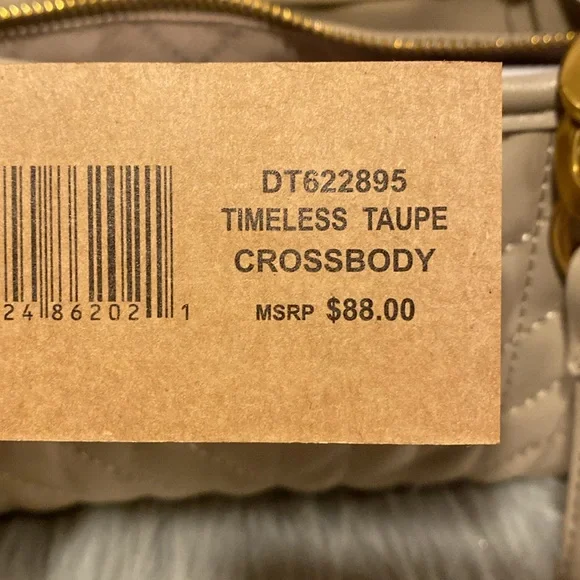 DT622895
TIMELESS TAUPE
CROSSBODY
MSRP $88.00
24 86202 1